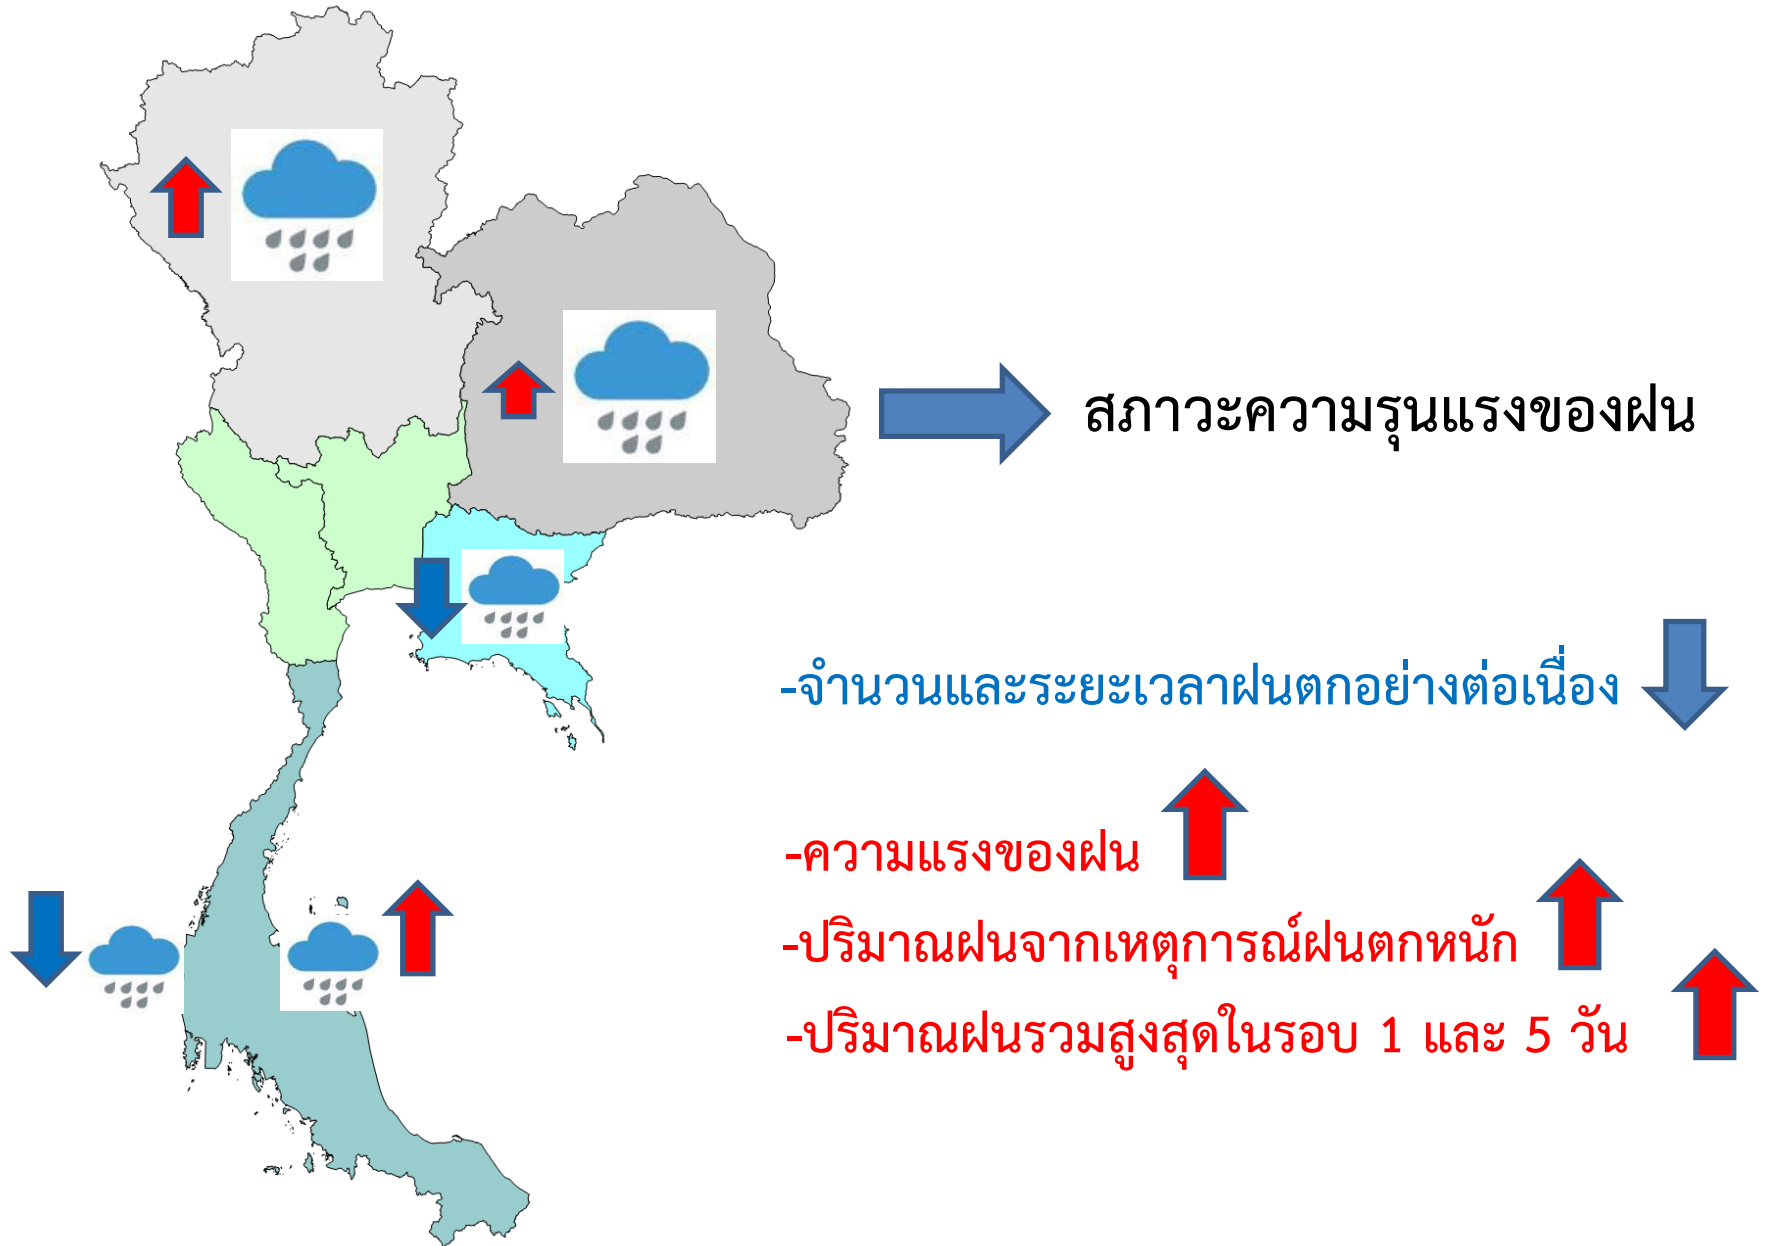 สภาวะความรุนแรงของฝน
-จำนวนและระยะเวลาฝนตกอย่างต่อเนื่อง
-ความแรงของฝน
-ปริมาณฝนจากเหตุการณ์ฝนตกหนัก
-ปริมาณฝนรวมสูงสุดในรอบ 1 และ 5 วัน